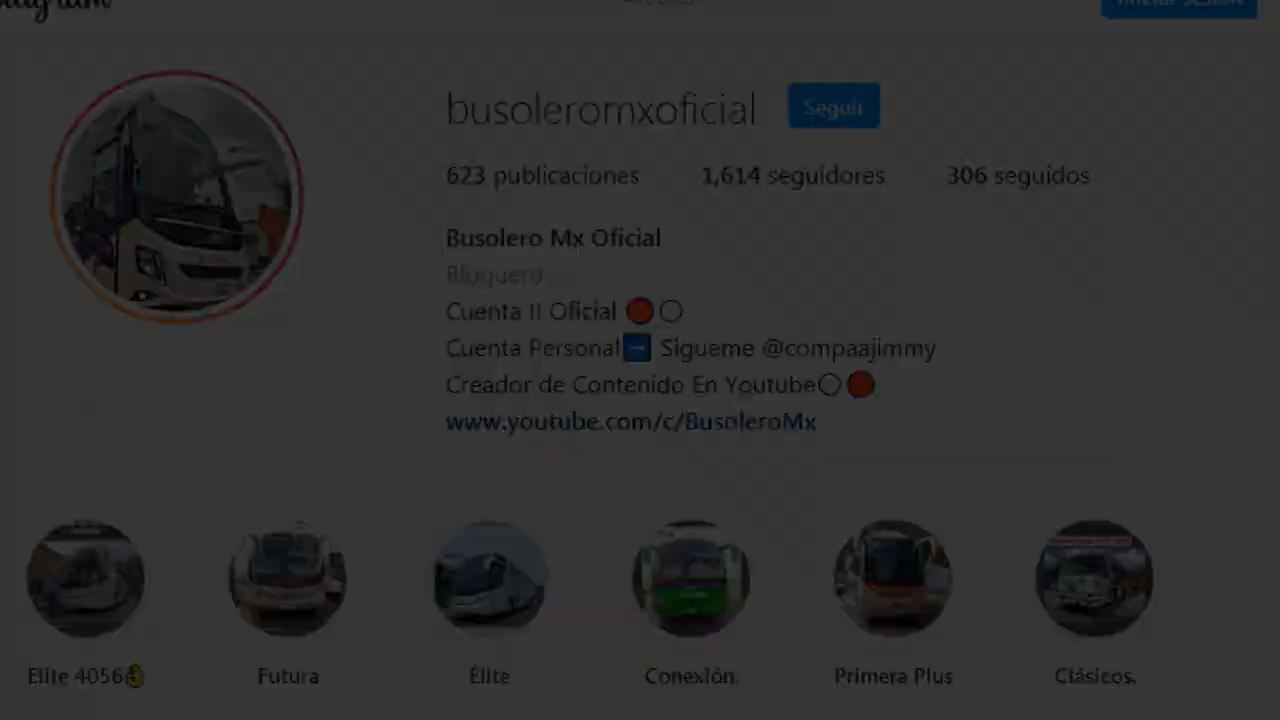 busoleromxoficial Seguir
623 publicaciones 1,614 seguidores 306 seguidos
Busolero Mx Oficial
Bloguero
Cuenta II Oficial 🔴⚪
Cuenta Personal➡️ Sigueme @compaajimmy
Creador de Contenido En Youtube⚪🔴
www.youtube.com/c/BusoleroMx
Elite 4056👌 Futura Elite Conexión. Primera Plus Clásicos.